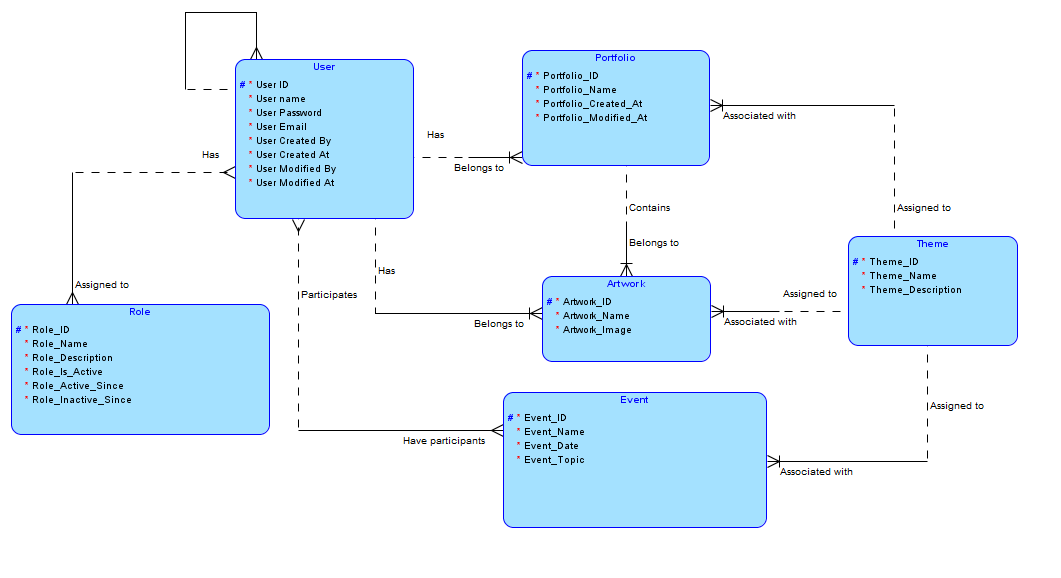 User
# * User ID
* User name
* User Password
* User Email
* User Created By
* User Created At
* User Modified By
* User Modified At
Portfolio
# * Portfolio_ID
* Portfolio_Name
* Portfolio_Created_At
* Portfolio_Modified_At
Has
Belongs to
Associated with
Assigned to
Has
Assigned to
Contains
Belongs to
Theme
# * Theme_ID
* Theme_Name
* Theme_Description
Has
Belongs to
Participates
Have participants
Role
# * Role_ID
* Role_Name
* Role_Description
* Role_Is_Active
* Role_Active_Since
* Role_Inactive_Since
Artwork
# * Artwork_ID
* Artwork_Name
* Artwork_Image
Assigned to
Associated with
Event
# * Event_ID
* Event_Name
* Event_Date
* Event_Topic
Assigned to
Associated with